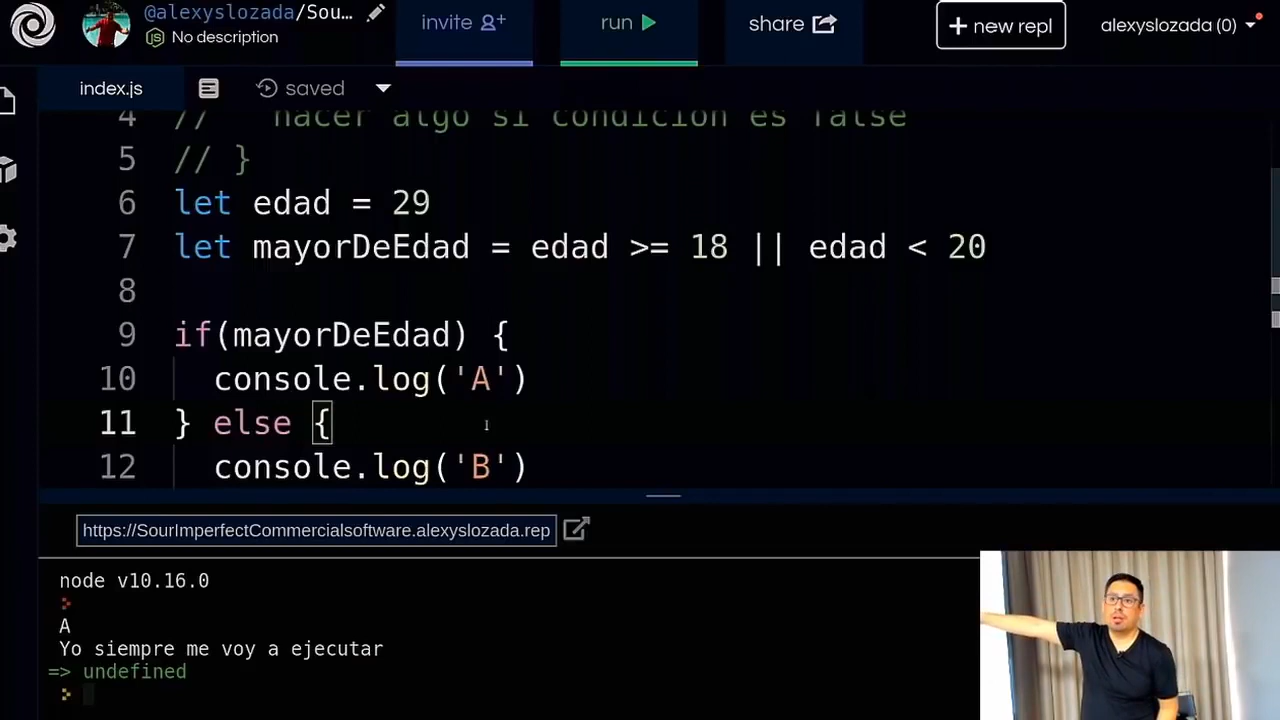 @alexyslozada/Sour...
No description
invite
run
share
+ new repl
alexyslozada (0)
index.js
saved
4 // hacer algo si condicion es false
5 // }
6 let edad = 29
7 let mayorDeEdad = edad >= 18 || edad < 20
8
9 if(mayorDeEdad) {
10 console.log('A')
11 } else {
12 console.log('B')
https://SourImperfectCommercialsoftware.alexyslozada.rep
node v10.16.0
A
Yo siempre me voy a ejecutar
=> undefined